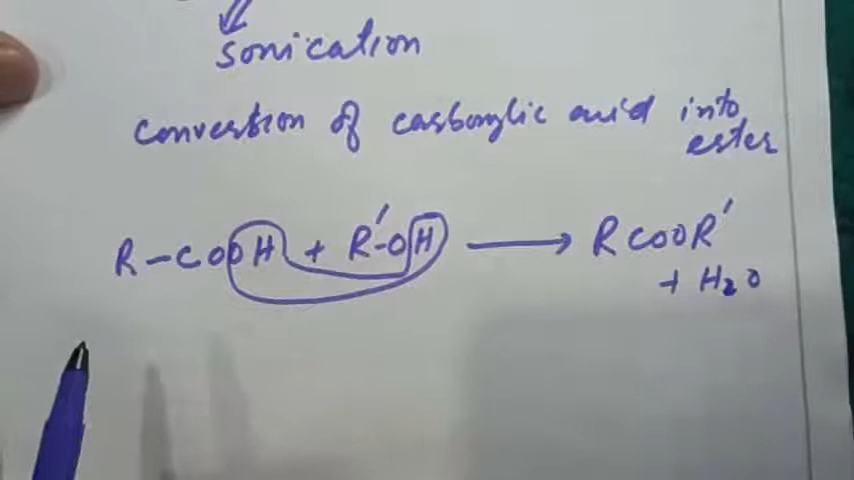 sonication
conversion of carboxylic acid into
ester
R-COOH + R'-OH → RCOOR'
+ H₂O